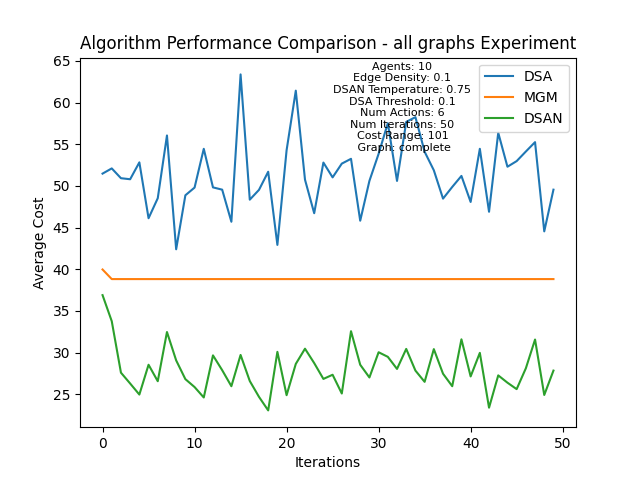 Algorithm Performance Comparison - all graphs Experiment
Agents: 10
Edge Density: 0.1
DSAN Temperature: 0.75
DSA Threshold: 0.1
Num Actions: 6
Num Iterations: 50
Cost Range: 101
Graph: complete
DSA
MGM
DSAN
Average Cost
65
60
55
50
45
40
35
30
25
0
10
20
30
40
50
Iterations